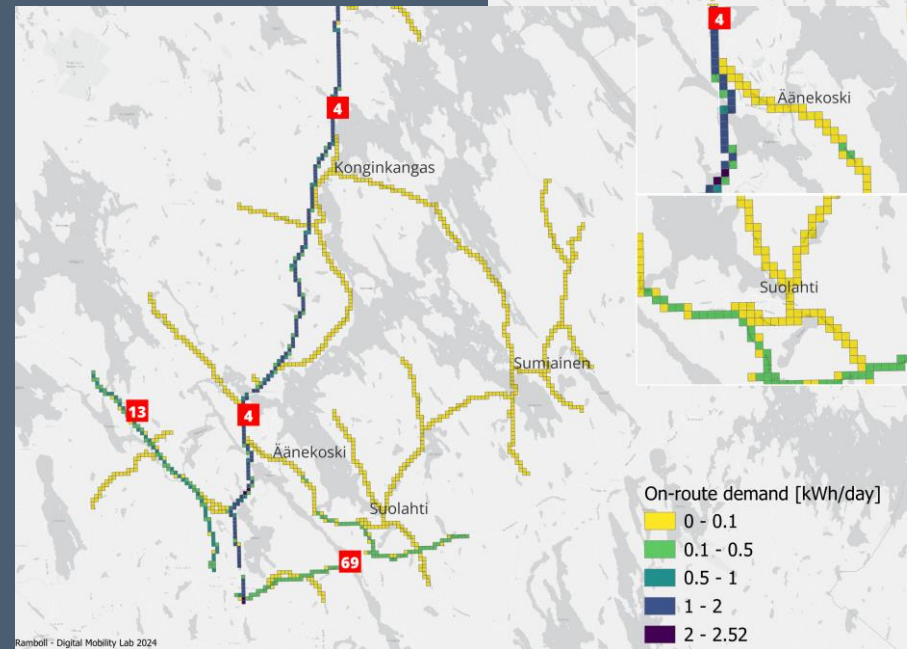 4
Konginkangas
Sumiainen
13
4
Äänekoski
Suolahti
69
4
Äänekoski
Suolahti
On-route demand [kWh/day]
0 - 0.1
0.1 - 0.5
0.5 - 1
1 - 2
2 - 2.52
Ramboll - Digital Mobility Lab 2024